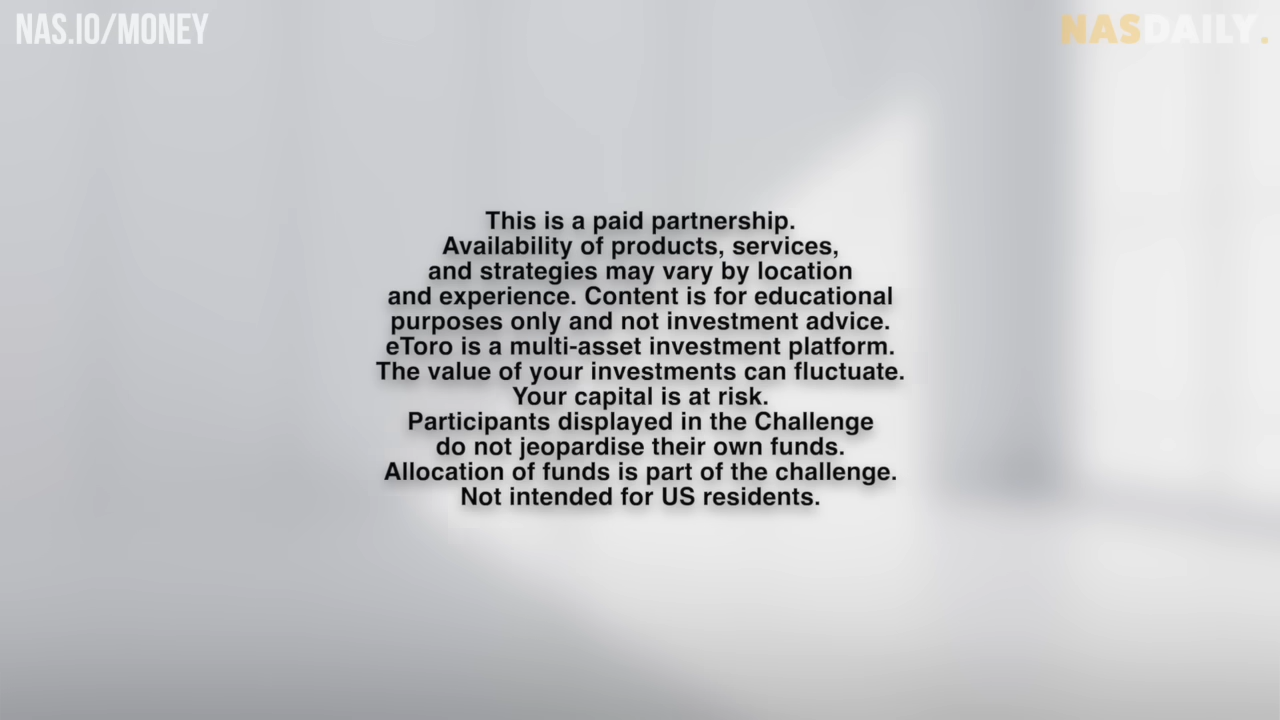 NAS.IO/MONEY
NASDAILY.
This is a paid partnership.
Availability of products, services,
and strategies may vary by location
and experience. Content is for educational
purposes only and not investment advice.
eToro is a multi-asset investment platform.
The value of your investments can fluctuate.
Your capital is at risk.
Participants displayed in the Challenge
do not jeopardise their own funds.
Allocation of funds is part of the challenge.
Not intended for US residents.